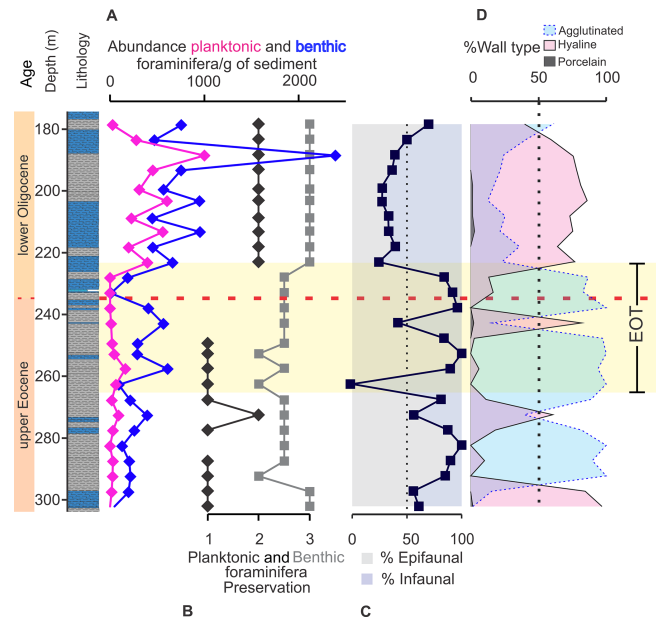 A
D
Abundance planktonic and benthic
foraminifera/g of sediment
0 1000 2000
%Wall type
Agglutinated
Hyaline
Porcelain
0 50 100
Age
Depth (m)
Lithology
lower Oligocene
upper Eocene
180
200
220
240
260
280
300
EOT
1 2 3
Planktonic and Benthic
foraminifera
Preservation
0 50 100
% Epifaunal
% Infaunal
B
C